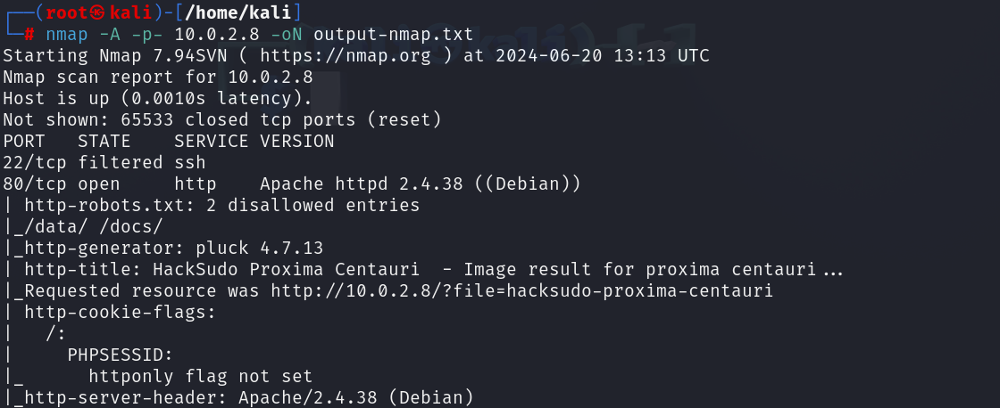 ┌──(root㉿kali)-[/home/kali]
└─# nmap -A -p- 10.0.2.8 -oN output-nmap.txt
Starting Nmap 7.94SVN ( https://nmap.org ) at 2024-06-20 13:13 UTC
Nmap scan report for 10.0.2.8
Host is up (0.0010s latency).
Not shown: 65533 closed tcp ports (reset)
PORT   STATE    SERVICE VERSION
22/tcp filtered ssh
80/tcp open     http    Apache httpd 2.4.38 ((Debian))
| http-robots.txt: 2 disallowed entries
|_/data/ /docs/
|_http-generator: pluck 4.7.13
| http-title: HackSudo Proxima Centauri  - Image result for proxima centauri...
|_Requested resource was http://10.0.2.8/?file=hacksudo-proxima-centauri
| http-cookie-flags:
|   /:
|     PHPSESSID:
|_      httponly flag not set
|_http-server-header: Apache/2.4.38 (Debian)